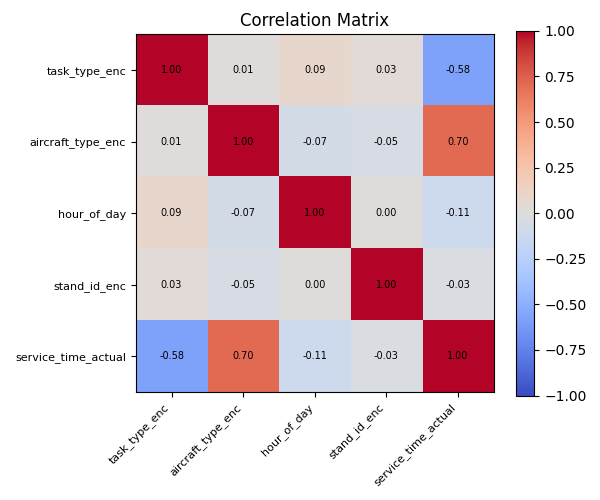 Correlation Matrix
task_type_enc 1.00 0.01 0.09 0.03 -0.58
aircraft_type_enc 0.01 1.00 -0.07 -0.05 0.70
hour_of_day 0.09 -0.07 1.00 0.00 -0.11
stand_id_enc 0.03 -0.05 0.00 1.00 -0.03
service_time_actual -0.58 0.70 -0.11 -0.03 1.00
task_type_enc
aircraft_type_enc
hour_of_day
stand_id_enc
service_time_actual
1.00
0.75
0.50
0.25
0.00
−0.25
−0.50
−0.75
−1.00